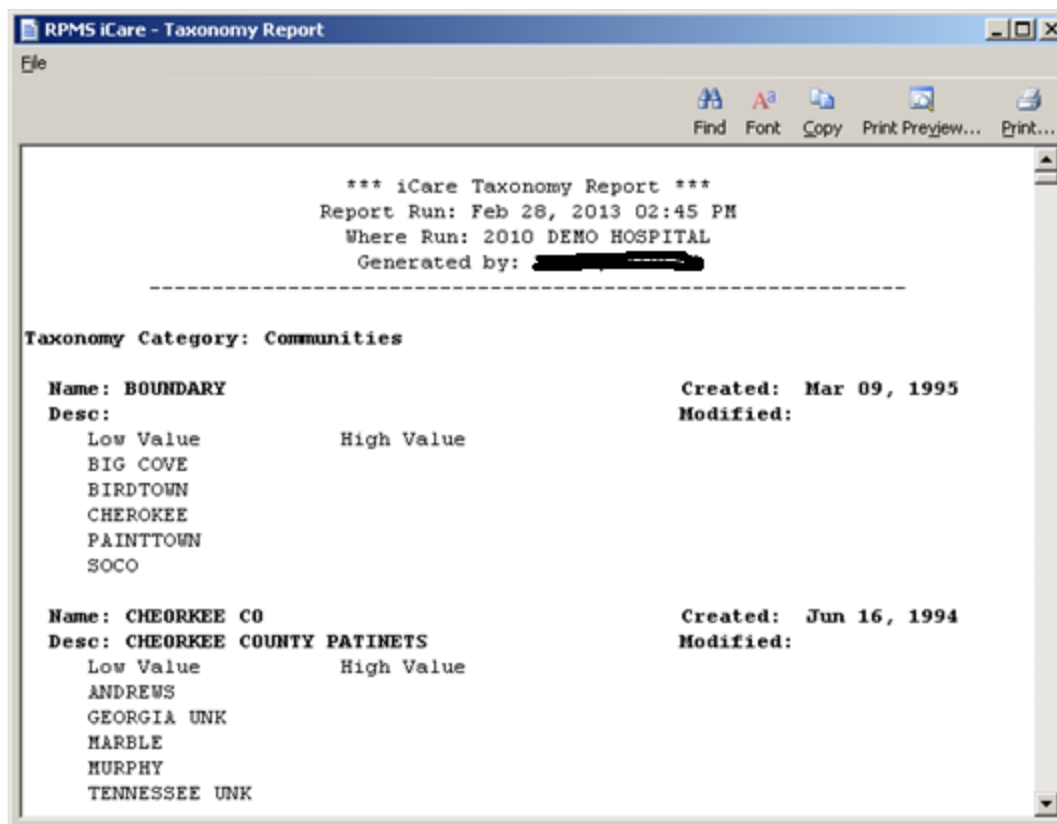 RPMS iCare - Taxonomy Report
File
Find Font Copy Print Preview... Print...
*** iCare Taxonomy Report ***
Report Run: Feb 28, 2013 02:45 PM
Where Run: 2010 DEMO HOSPITAL
Generated by:
------------------------------------------------------------
Taxonomy Category: Communities
Name: BOUNDARY Created: Mar 09, 1995
Desc: Modified:
Low Value High Value
BIG COVE
BIRDTOWN
CHEROKEE
PAINTTOWN
SOCO
Name: CHEORKEE CO Created: Jun 16, 1994
Desc: CHEORKEE COUNTY PATINETS Modified:
Low Value High Value
ANDREWS
GEORGIA UNK
MARBLE
MURPHY
TENNESSEE UNK